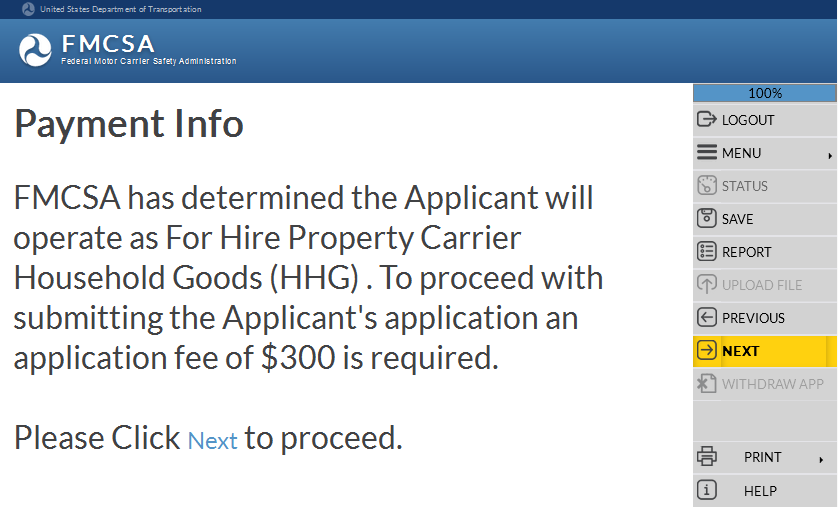 United States Department of Transportation
FMCSA
Federal Motor Carrier Safety Administration
Payment Info
FMCSA has determined the Applicant will
operate as For Hire Property Carrier
Household Goods (HHG) . To proceed with
submitting the Applicant's application an
application fee of $300 is required.
Please Click Next to proceed.
100%
LOGOUT
MENU
STATUS
SAVE
REPORT
UPLOAD FILE
PREVIOUS
NEXT
WITHDRAW APP
PRINT
HELP